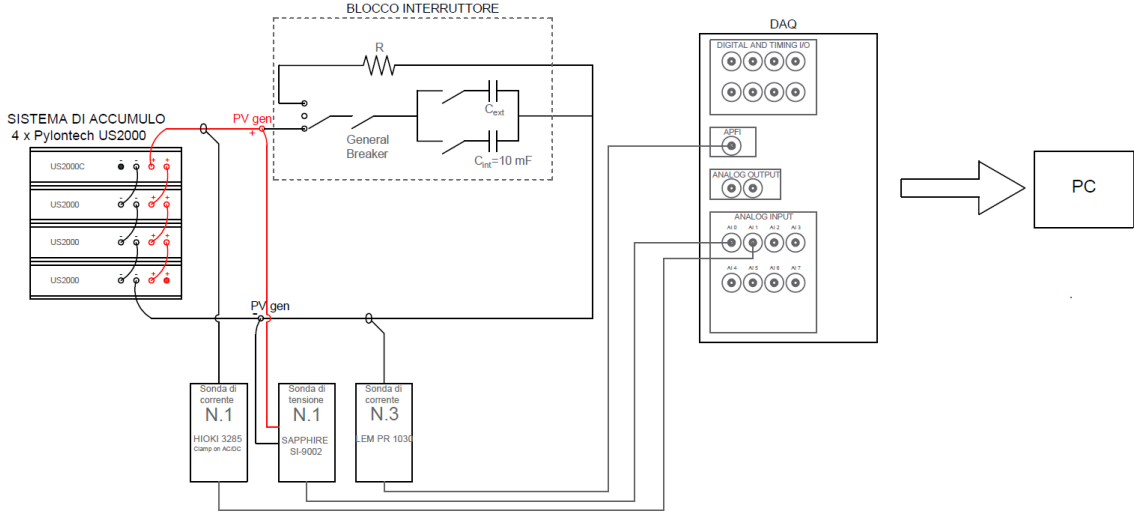 BLOCCO INTERRUTTORE
R
C_ext
General
Breaker
C_int=10 mF
SISTEMA DI ACCUMULO
4 x Pylontech US2000
PV gen
+
US2000C
- - + +
US2000
- - + +
US2000
- - + +
US2000
- - + +
PV gen
-
Sonda di
corrente
N.1
HIOKI 3285
Clamp on AC/DC
Sonda di
tensione
N.1
SAPPHIRE
SI-9002
Sonda di
corrente
N.3
LEM PR 1030
DAQ
DIGITAL AND TIMING I/O
APFI
ANALOG OUTPUT
ANALOG INPUT
AI 0 AI 1 AI 2 AI 3
AI 4 AI 5 AI 6 AI 7
PC